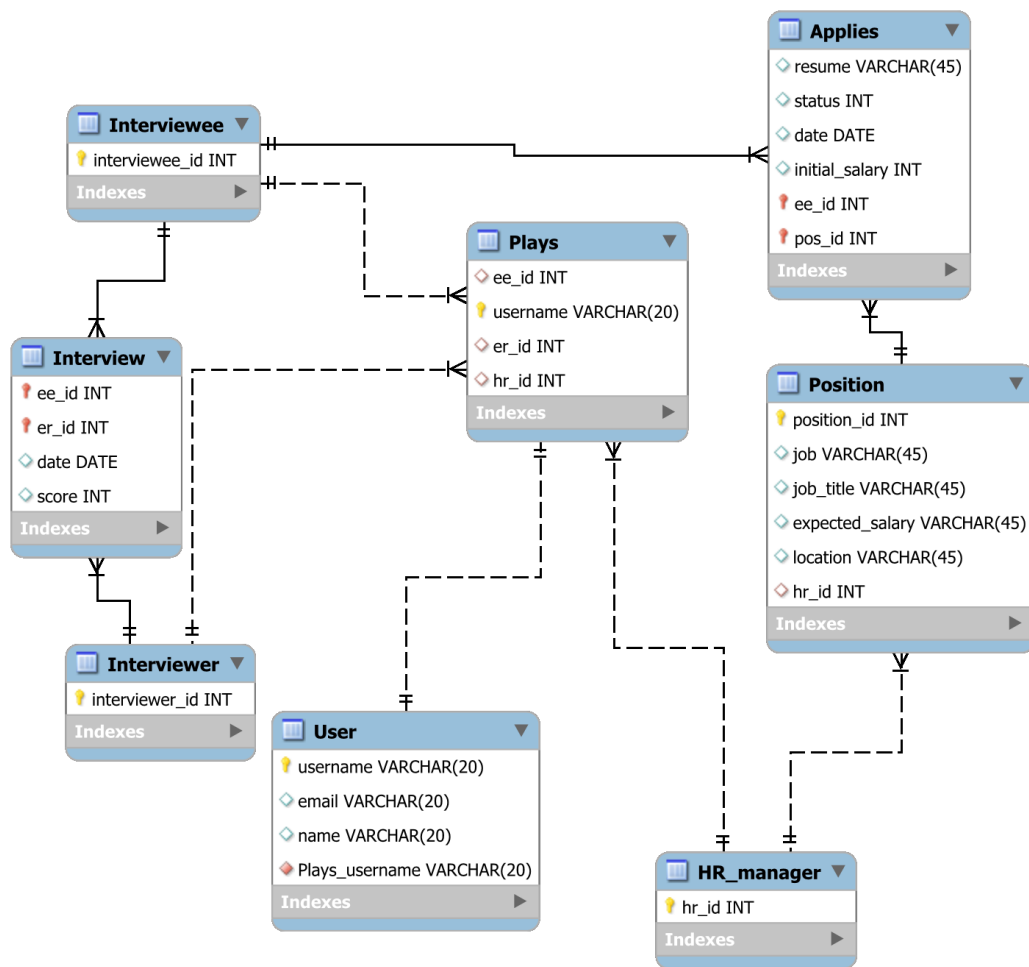 Applies
resume VARCHAR(45)
status INT
date DATE
initial_salary INT
ee_id INT
pos_id INT
Indexes
Interviewee
interviewee_id INT
Indexes
Plays
ee_id INT
username VARCHAR(20)
er_id INT
hr_id INT
Indexes
Interview
ee_id INT
er_id INT
date DATE
score INT
Indexes
Position
position_id INT
job VARCHAR(45)
job_title VARCHAR(45)
expected_salary VARCHAR(45)
location VARCHAR(45)
hr_id INT
Indexes
Interviewer
interviewer_id INT
Indexes
User
username VARCHAR(20)
email VARCHAR(20)
name VARCHAR(20)
Plays_username VARCHAR(20)
Indexes
HR_manager
hr_id INT
Indexes